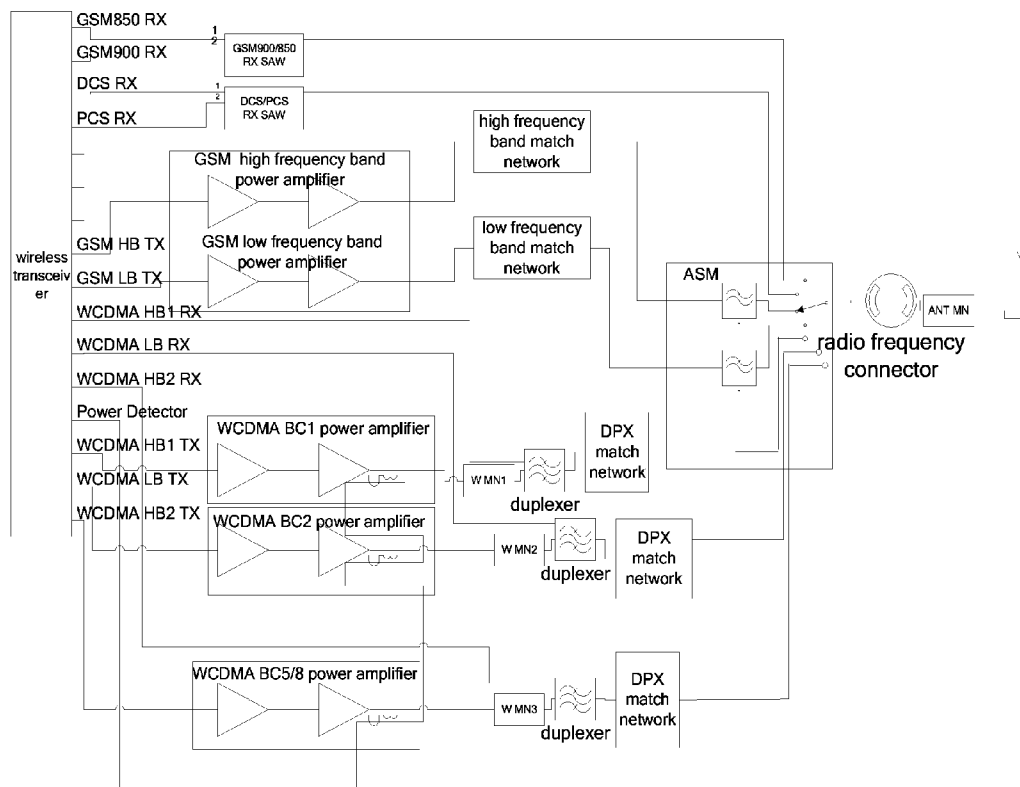 GSM850 RX
GSM900 RX
DCS RX
PCS RX
1
2
GSM900/850
RX SAW
1
2
DCS/PCS
RX SAW
high frequency
band match
network
GSM high frequency band
power amplifier
GSM low frequency band
power amplifier
low frequency
band match
network
wireless
transceiv
er
GSM HB TX
GSM LB TX
WCDMA HB1 RX
WCDMA LB RX
WCDMA HB2 RX
Power Detector
WCDMA HB1 TX
WCDMA LB TX
WCDMA HB2 TX
ASM
ANT MN
radio frequency
connector
WCDMA BC1 power amplifier
W MN1
duplexer
DPX
match
network
WCDMA BC2 power amplifier
W MN2
duplexer
DPX
match
network
WCDMA BC5/8 power amplifier
W MN3
duplexer
DPX
match
network